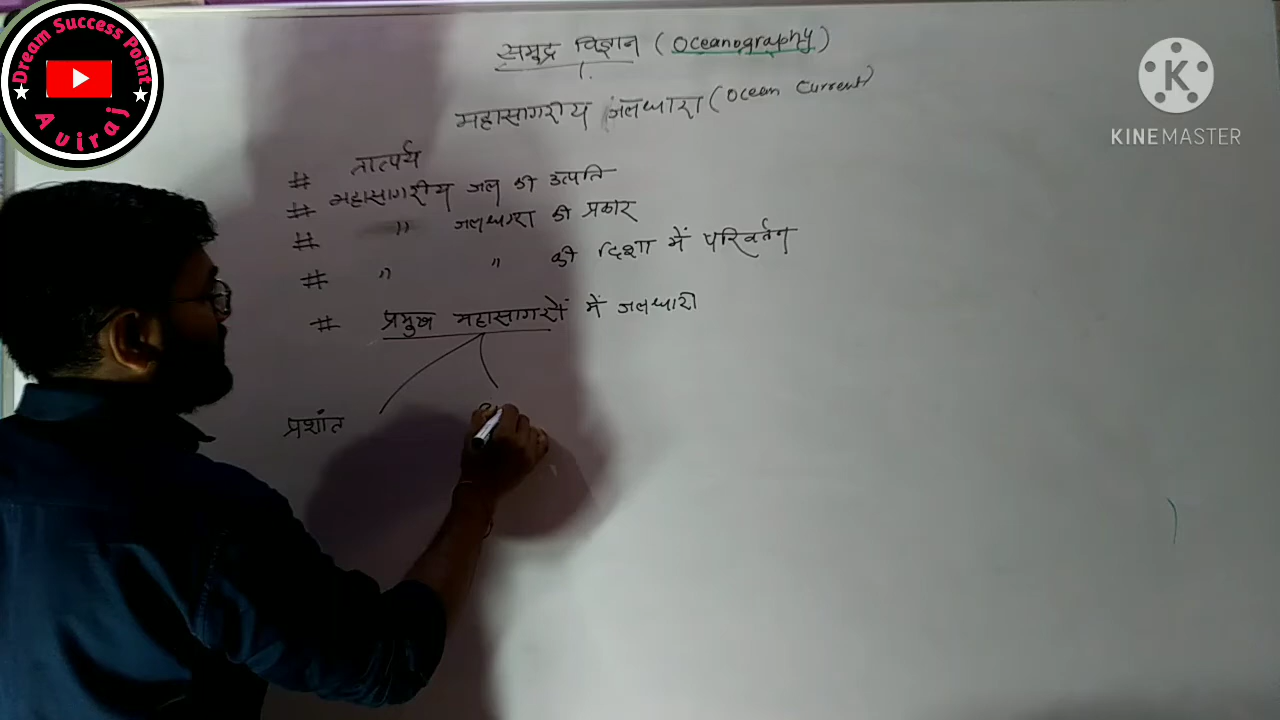 Dream Success Point
Aviraj
समुद्र विज्ञान (Oceanography)
महासागरीय जलधारा (Ocean Current)
# तात्पर्य
# महासागरीय जल की उत्पति
# " जलधारा की प्रकार
# " " की दिशा में परिवर्तन
# प्रमुख महासागरों में जलधारा
प्रशांत
K
KINEMASTER